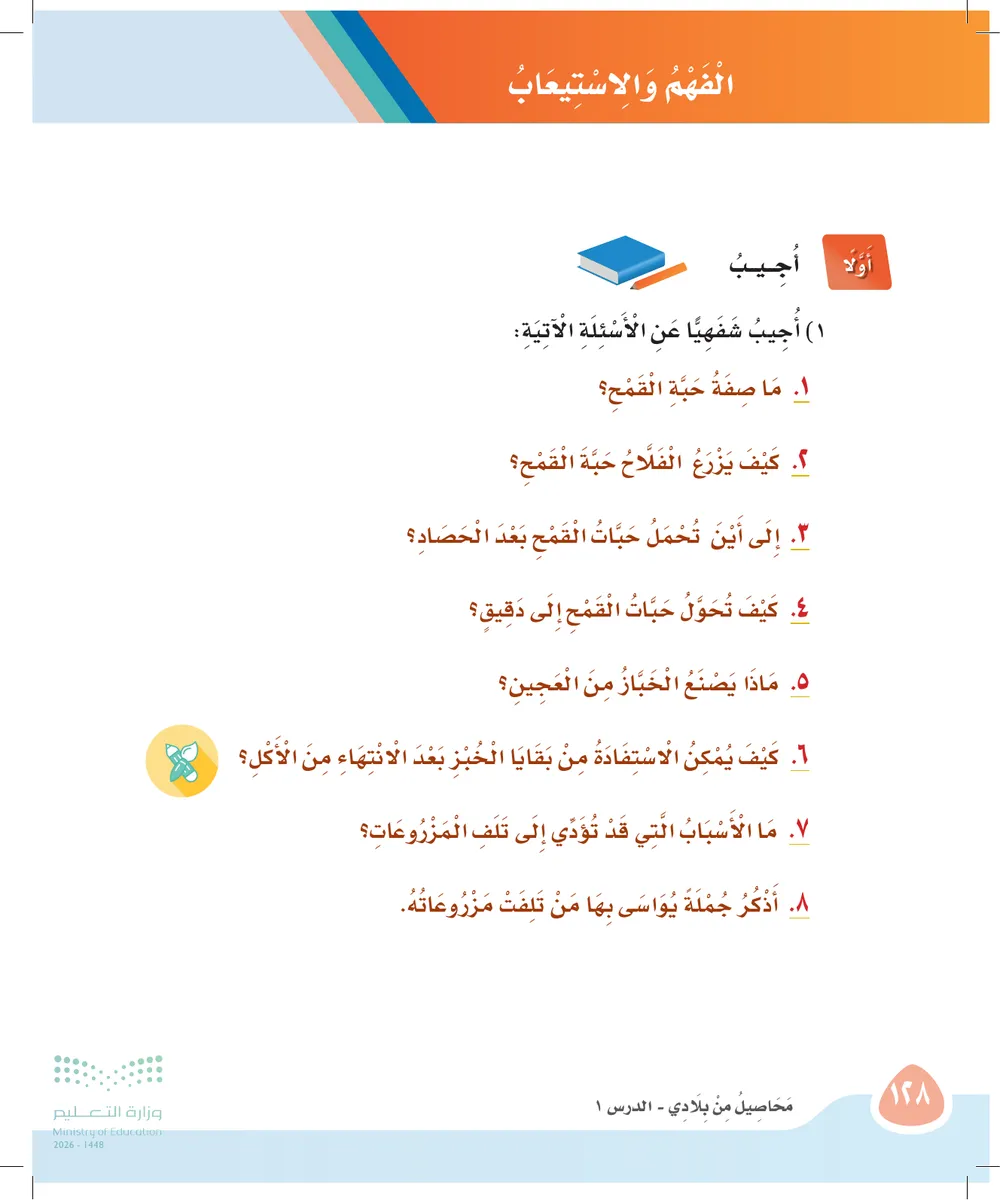 الْفَهْمُ وَالِاسْتِيعَابُ
أَوَّلًا
أُجِـيـبُ
١) أُجِيبُ شَفَهِيًّا عَنِ الْأَسْئِلَةِ الْآتِيَةِ:
١. مَا صِفَةُ حَبَّةِ الْقَمْحِ؟
٢. كَيْفَ يَزْرَعُ الْفَلَّاحُ حَبَّةَ الْقَمْحِ؟
٣. إِلَى أَيْنَ تُحْمَلُ حَبَّاتُ الْقَمْحِ بَعْدَ الْحَصَادِ؟
٤. كَيْفَ تُحَوَّلُ حَبَّاتُ الْقَمْحِ إِلَى دَقِيقٍ؟
٥. مَاذَا يَصْنَعُ الْخَبَّازُ مِنَ الْعَجِينِ؟
٦. كَيْفَ يُمْكِنُ الْاسْتِفَادَةُ مِنْ بَقَايَا الْخُبْزِ بَعْدَ الْانْتِهَاءِ مِنَ الْأَكْلِ؟
٧. مَا الْأَسْبَابُ الَّتِي قَدْ تُؤَدِّي إِلَى تَلَفِ الْمَزْرُوعَاتِ؟
٨. أَذْكُرُ جُمْلَةً يُوَاسَى بِهَا مَنْ تَلِفَتْ مَزْرُوعَاتُهُ.
١٢٨
مَحَاصِيلُ مِنْ بِلَادِي - الدرس ١
وزارة التعـــليم
Ministry of Education
2026 - 1448